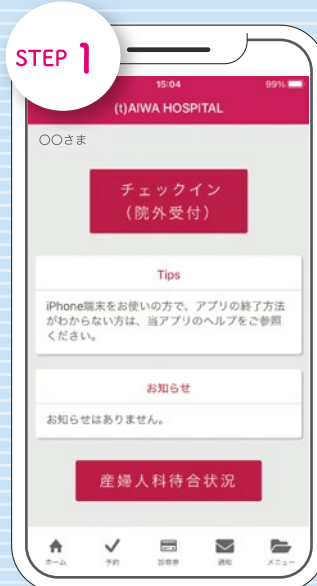 STEP 1
15:04
99%
(t)AIWA HOSPITAL
〇〇さま
チェックイン
(院外受付)
Tips
iPhone端末をお使いの方で、アプリの終了方法
がわからない方は、当アプリのヘルプをご参照
ください。
お知らせ
お知らせはありません。
産婦人科待合状況
ホーム 予約 診察券 通知 メニュー